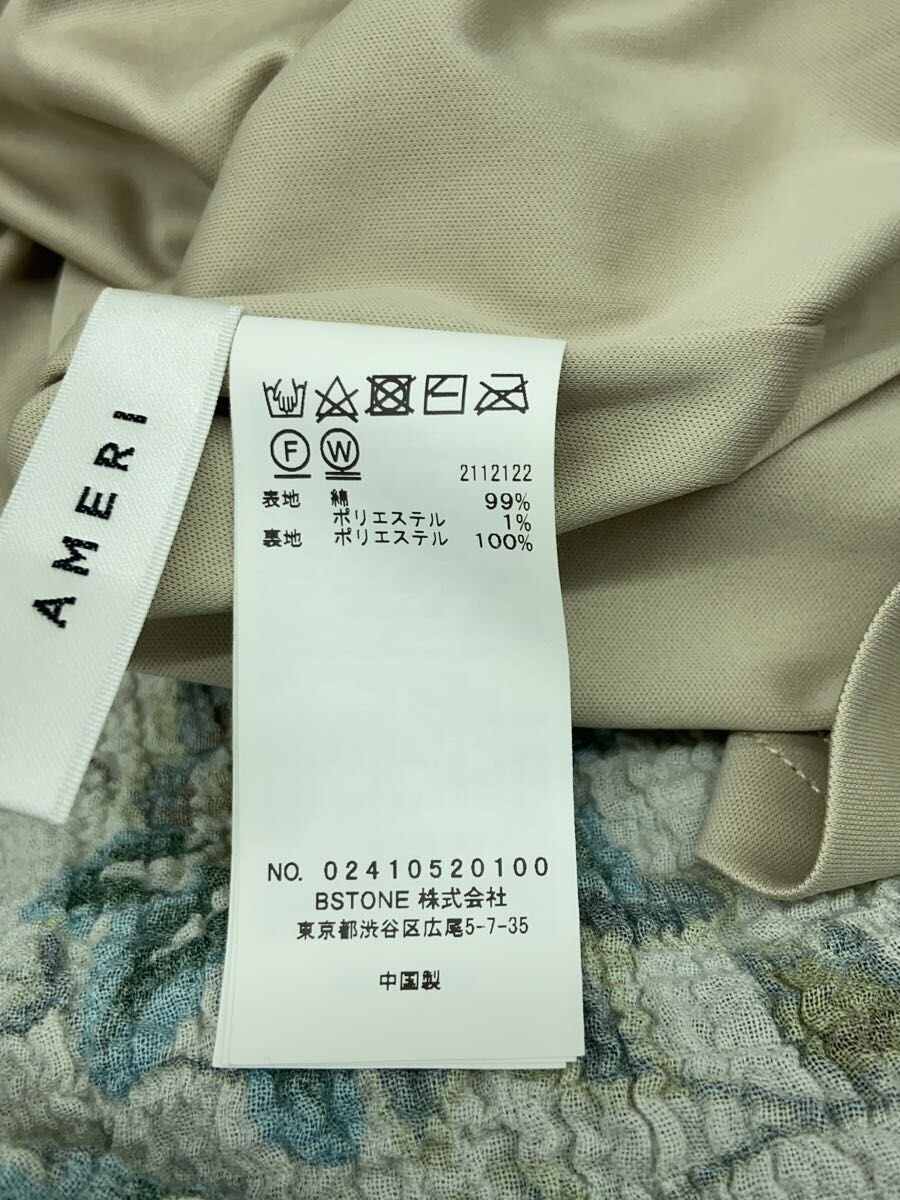 AMERI
F W
2112122
表地 綿 99%
ポリエステル 1%
裏地 ポリエステル 100%
NO. 02410520100
BSTONE 株式会社
東京都渋谷区広尾5-7-35
中国製